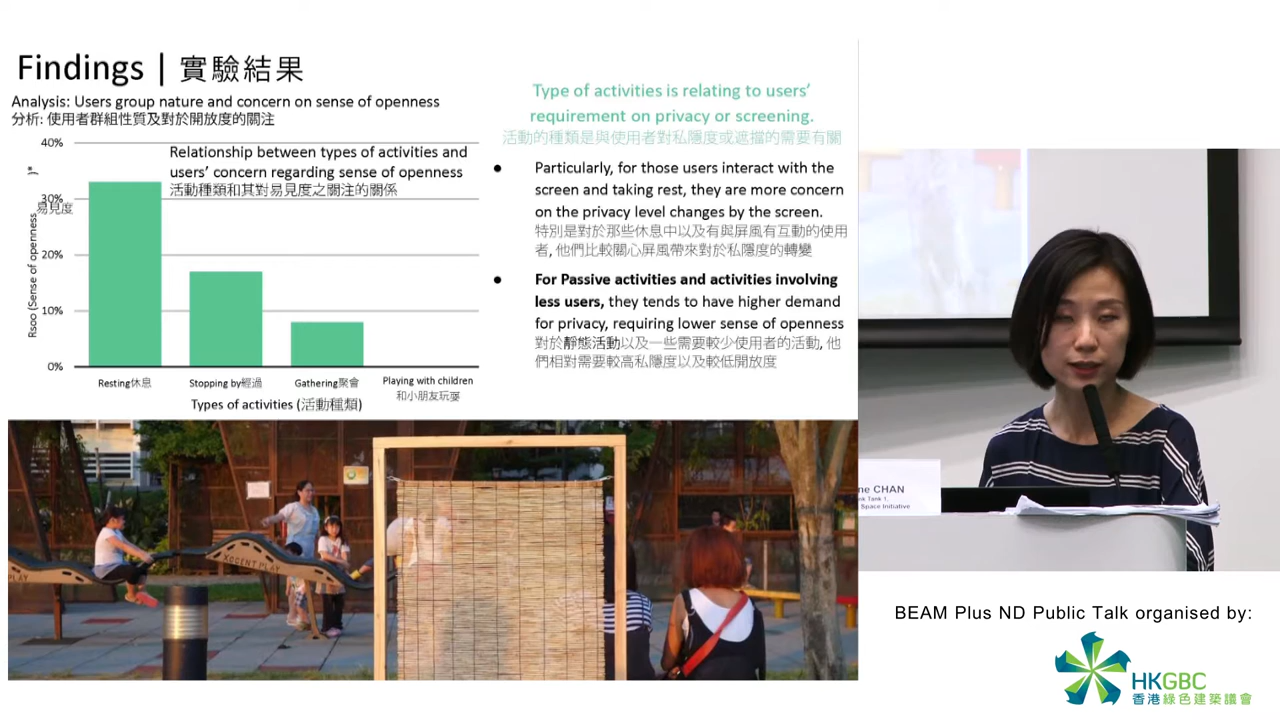 Findings | 實驗結果
Analysis: Users group nature and concern on sense of openness
分析: 使用者群組性質及對於開放度的關注
40%
30%
20%
10%
0%
Rsoo (Sense of openness
易見度
)*
Relationship between types of activities and
users' concern regarding sense of openness
活動種類和其對易見度之關注的關係
Resting休息
Stopping by經過
Gathering聚會
Playing with children
和小朋友玩耍
Types of activities (活動種類)
Type of activities is relating to users'
requirement on privacy or screening.
活動的種類是與使用者對私隱度或遮擋的需要有關
● Particularly, for those users interact with the
screen and taking rest, they are more concern
on the privacy level changes by the screen.
特別是對於那些休息中以及有與屏風有互動的使用
者, 他們比較關心屏風帶來對於私隱度的轉變
● For Passive activities and activities involving
less users, they tends to have higher demand
for privacy, requiring lower sense of openness
對於靜態活動以及一些需要較少使用者的活動, 他
們相對需要較高私隱度以及較低開放度
PLAY
XCCENT PLAY
ne CHAN
nk Tank 1,
Space Initiative
BEAM Plus ND Public Talk organised by:
HKGBC
香港綠色建築議會